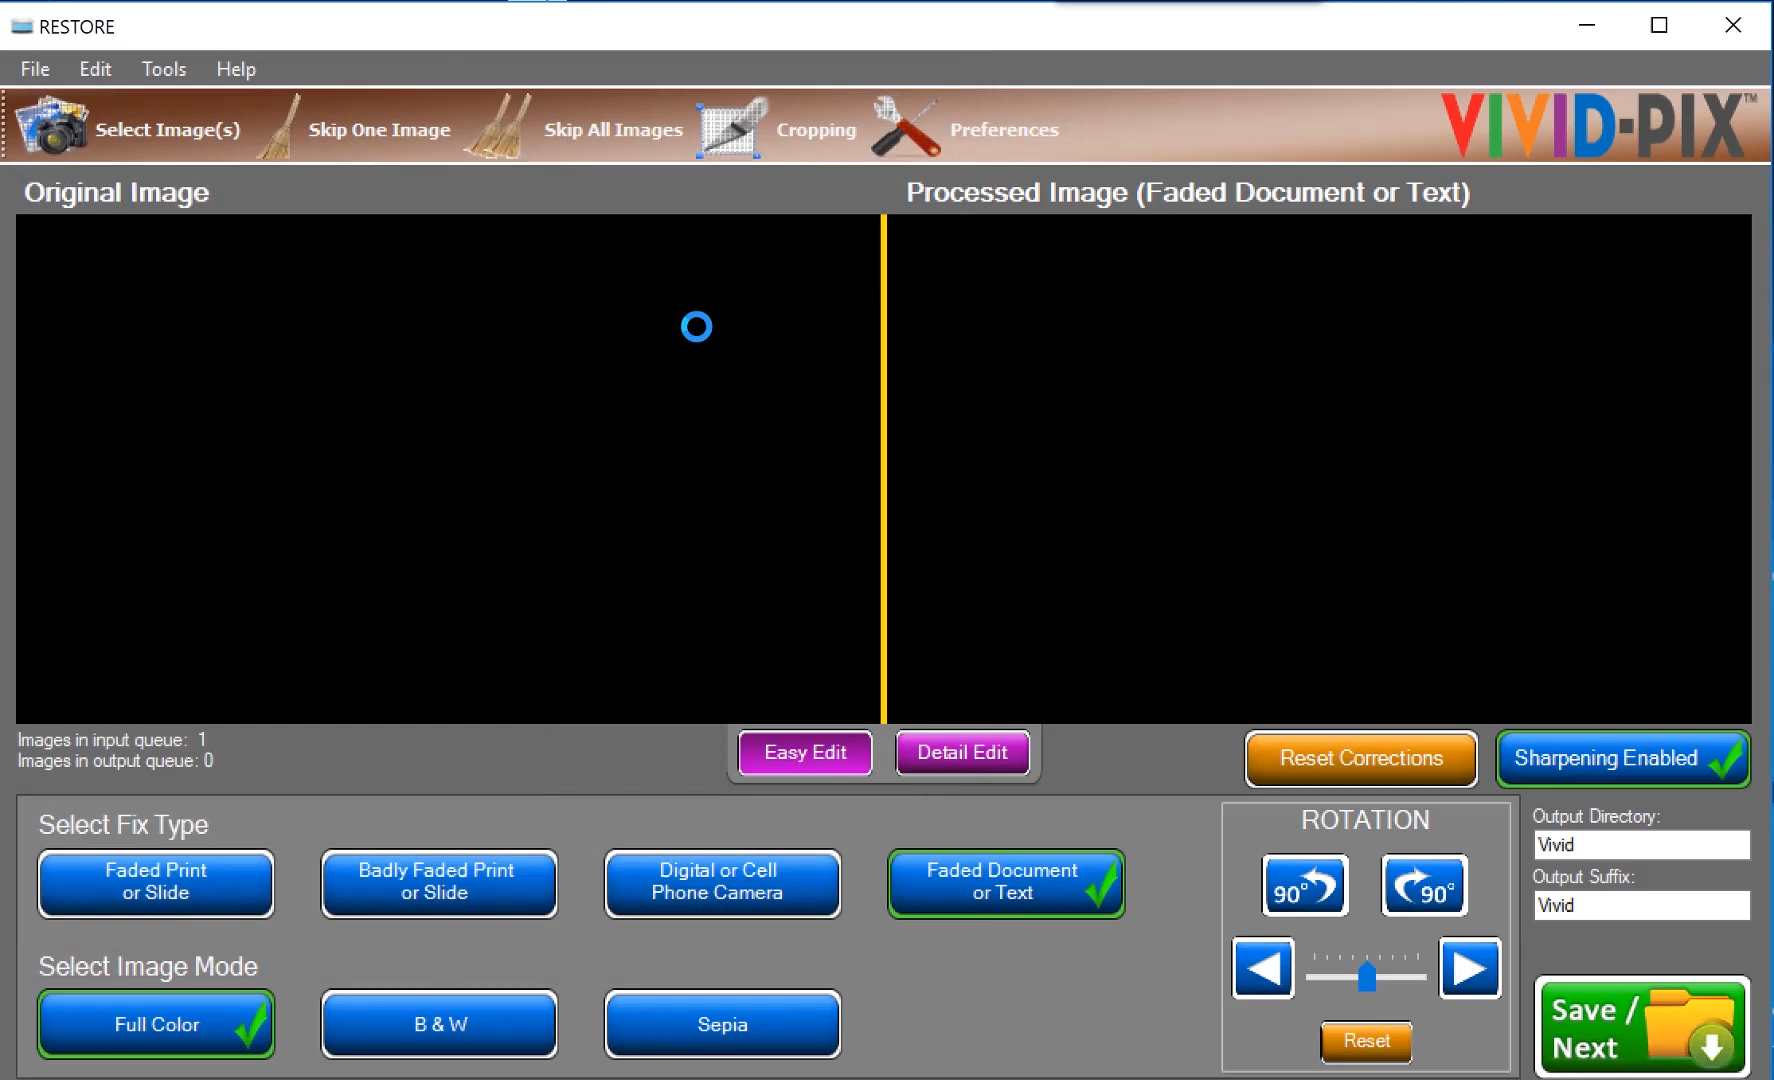 RESTORE
File Edit Tools Help
Select Image(s) Skip One Image Skip All Images Cropping Preferences VIVID-PIX™
Original Image Processed Image (Faded Document or Text)
Images in input queue: 1
Images in output queue: 0
Easy Edit Detail Edit Reset Corrections Sharpening Enabled
Select Fix Type
Faded Print
or Slide
Badly Faded Print
or Slide
Digital or Cell
Phone Camera
Faded Document
or Text
Select Image Mode
Full Color B & W Sepia
ROTATION
90° 90°
Reset
Output Directory:
Vivid
Output Suffix:
Vivid
Save /
Next